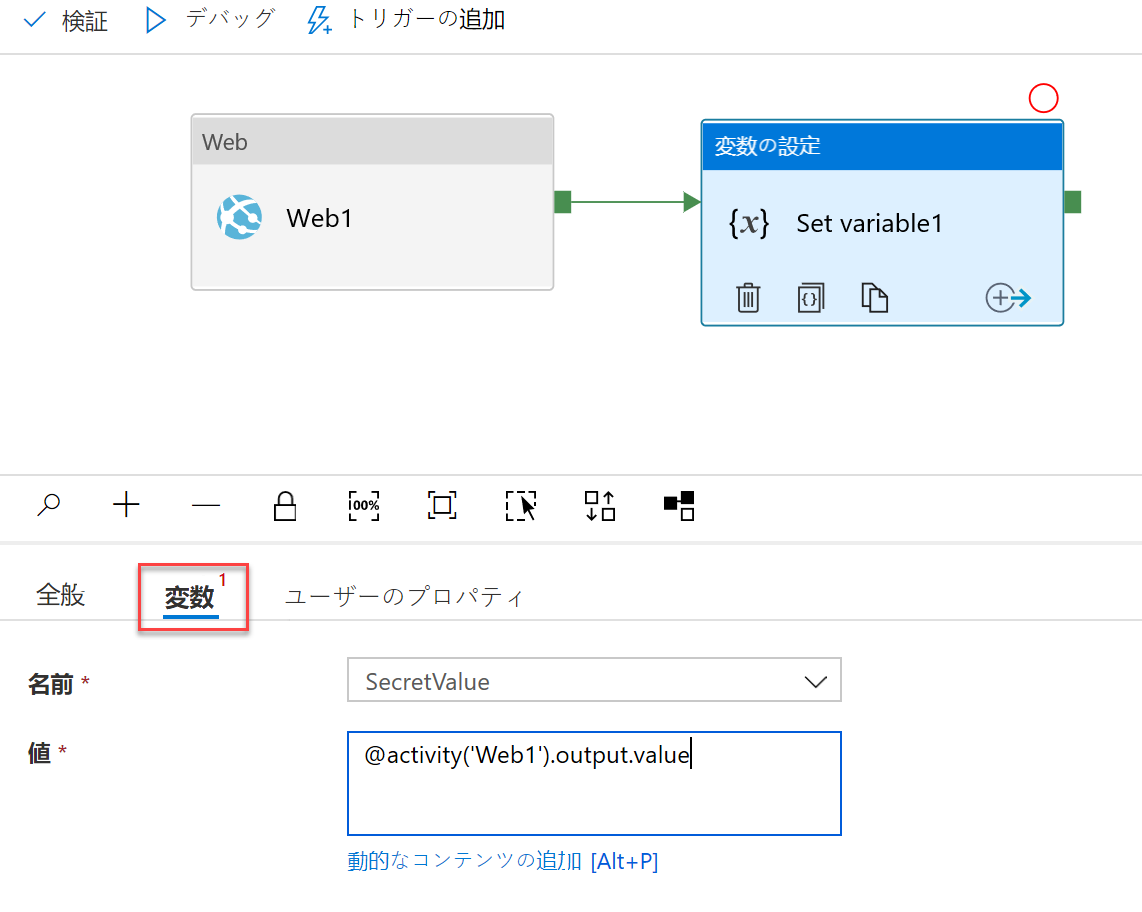 検証 デバッグ トリガーの追加
Web
Web1
変数の設定
{x} Set variable1
{}
100%
全般 変数 1 ユーザーのプロパティ
名前 * SecretValue
値 * @activity('Web1').output.value
動的なコンテンツの追加 [Alt+P]